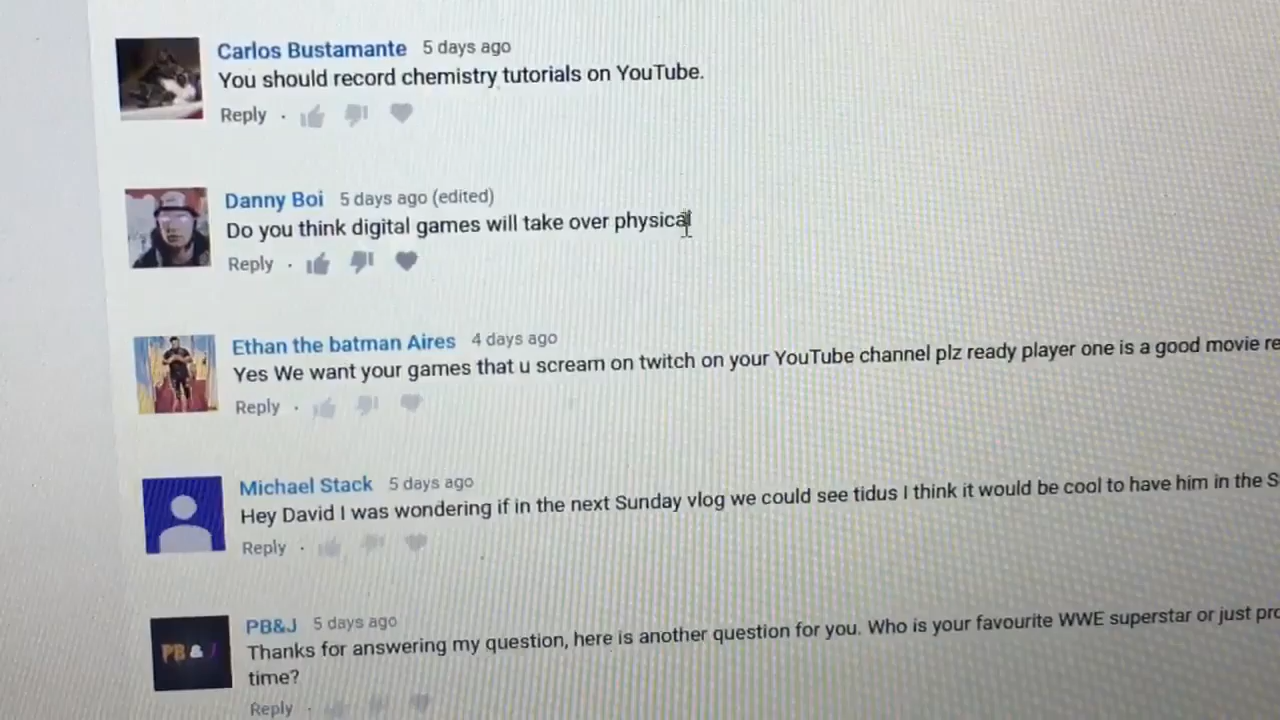 Carlos Bustamante 5 days ago
You should record chemistry tutorials on YouTube.
Reply ·
Danny Boi 5 days ago (edited)
Do you think digital games will take over physical
Reply ·
Ethan the batman Aires 4 days ago
Yes We want your games that u scream on twitch on your YouTube channel plz ready player one is a good movie re
Reply ·
Michael Stack 5 days ago
Hey David I was wondering if in the next Sunday vlog we could see tidus I think it would be cool to have him in the S
Reply ·
PB&J 5 days ago
PB & J
Thanks for answering my question, here is another question for you. Who is your favourite WWE superstar or just pro
time?
Reply ·